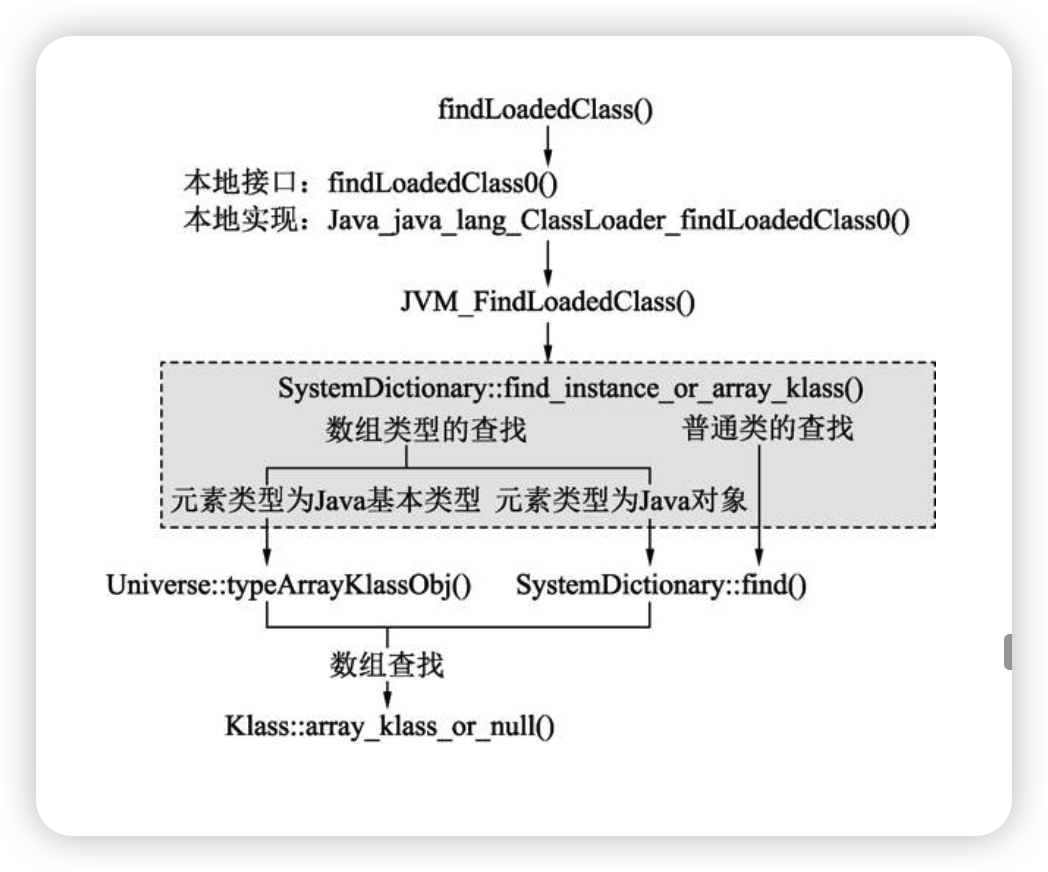 findLoadedClass()
本地接口：findLoadedClass0()
本地实现：Java_java_lang_ClassLoader_findLoadedClass0()
JVM_FindLoadedClass()
SystemDictionary::find_instance_or_array_klass()
数组类型的查找 普通类的查找
元素类型为Java基本类型 元素类型为Java对象
Universe::typeArrayKlassObj() SystemDictionary::find()
数组查找
Klass::array_klass_or_null()